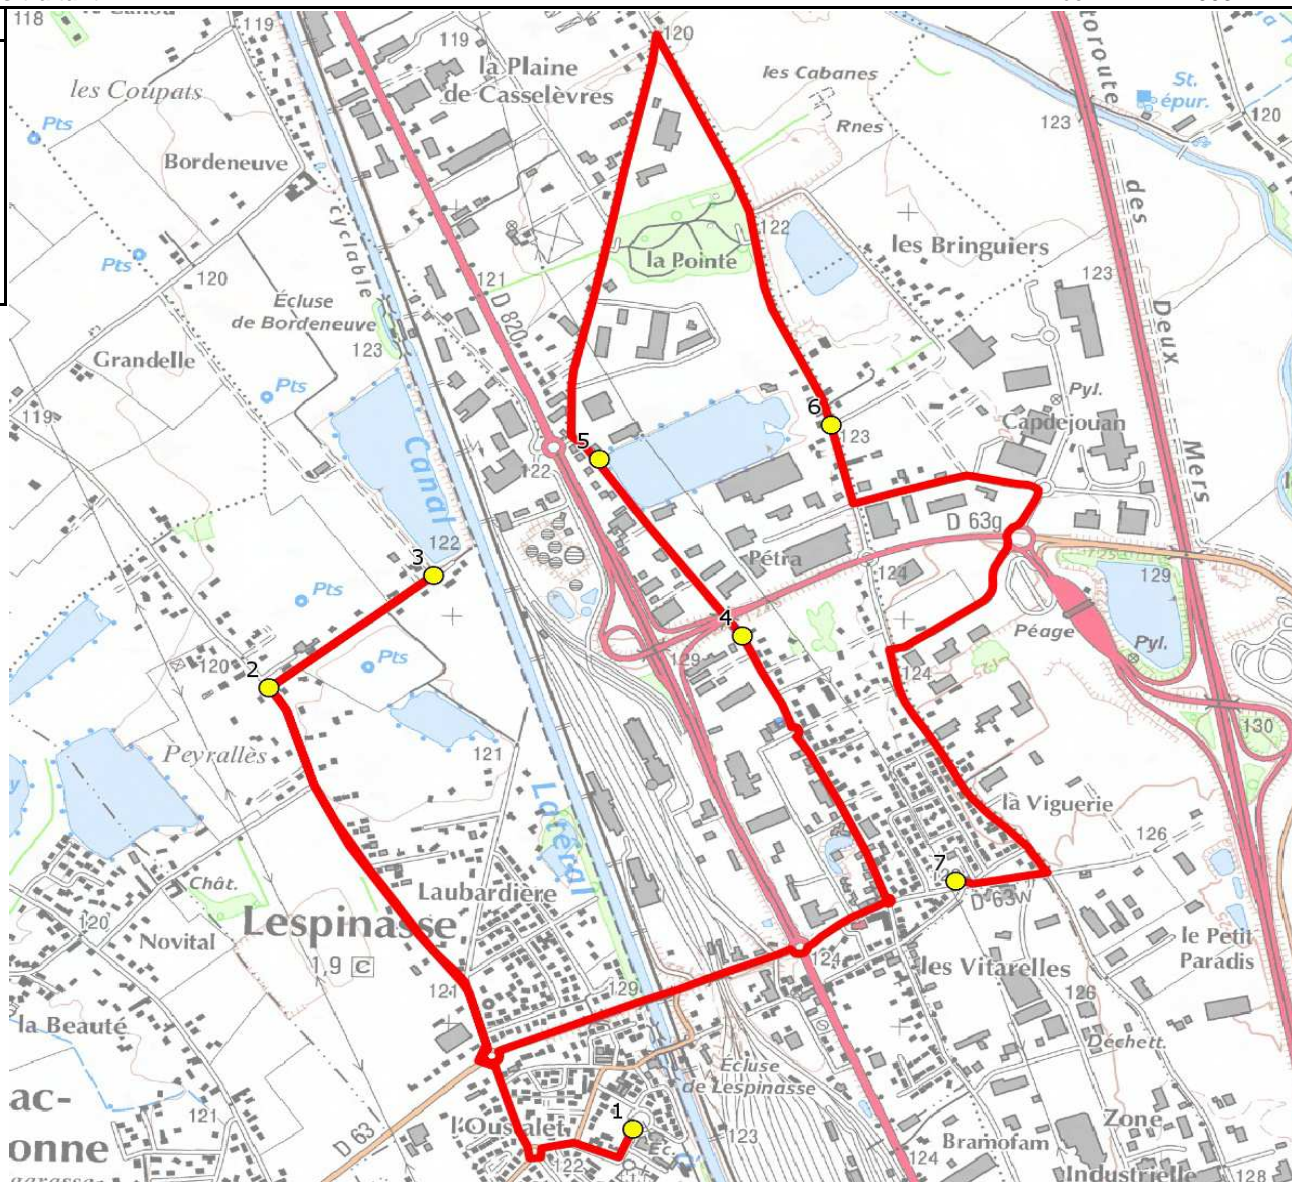 118
119
119
120
la Plaine
de Casselèvres
les Cabanes
St.
épur.
les Coupats
Pts
Rnes
123
120
Bordeneuve
cyclable
des
122
les Bringuiers
la Pointe
Pts
120
121
123
D 820
Écluse
de Bordeneuve
123
Deux
Grandelle
Pts
Pyl.
119
6
123
Capdejouan
5
122
Canal
Mers
D 63g
122
3
Pétra
124
129
Pts
4
Péage
Pyl.
120
2
Pts
129
124
130
Peyrallès
121
Latéral
la Viguerie
126
Chât.
Laubardière
7
D 63w
120
Lespinasse
Novital
1,9 C
124
les Vitarelles
le Petit
Paradis
121
129
126
la Beauté
Déchett.
Écluse
de Lespinasse
ac-
121
l'Oustalet
1
Zone
onne
D 63
122
Ec.
123
Bramofam
124
Industrielle
128